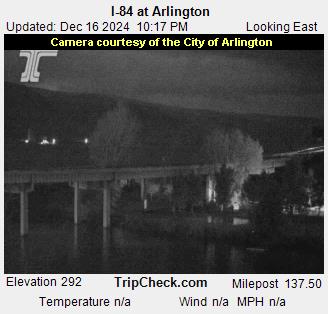 I-84 at Arlington
Updated: Dec 16 2024 10:17 PM Looking East
Camera courtesy of the City of Arlington
Elevation 292 TripCheck.com Milepost 137.50
Temperature n/a Wind n/a MPH n/a